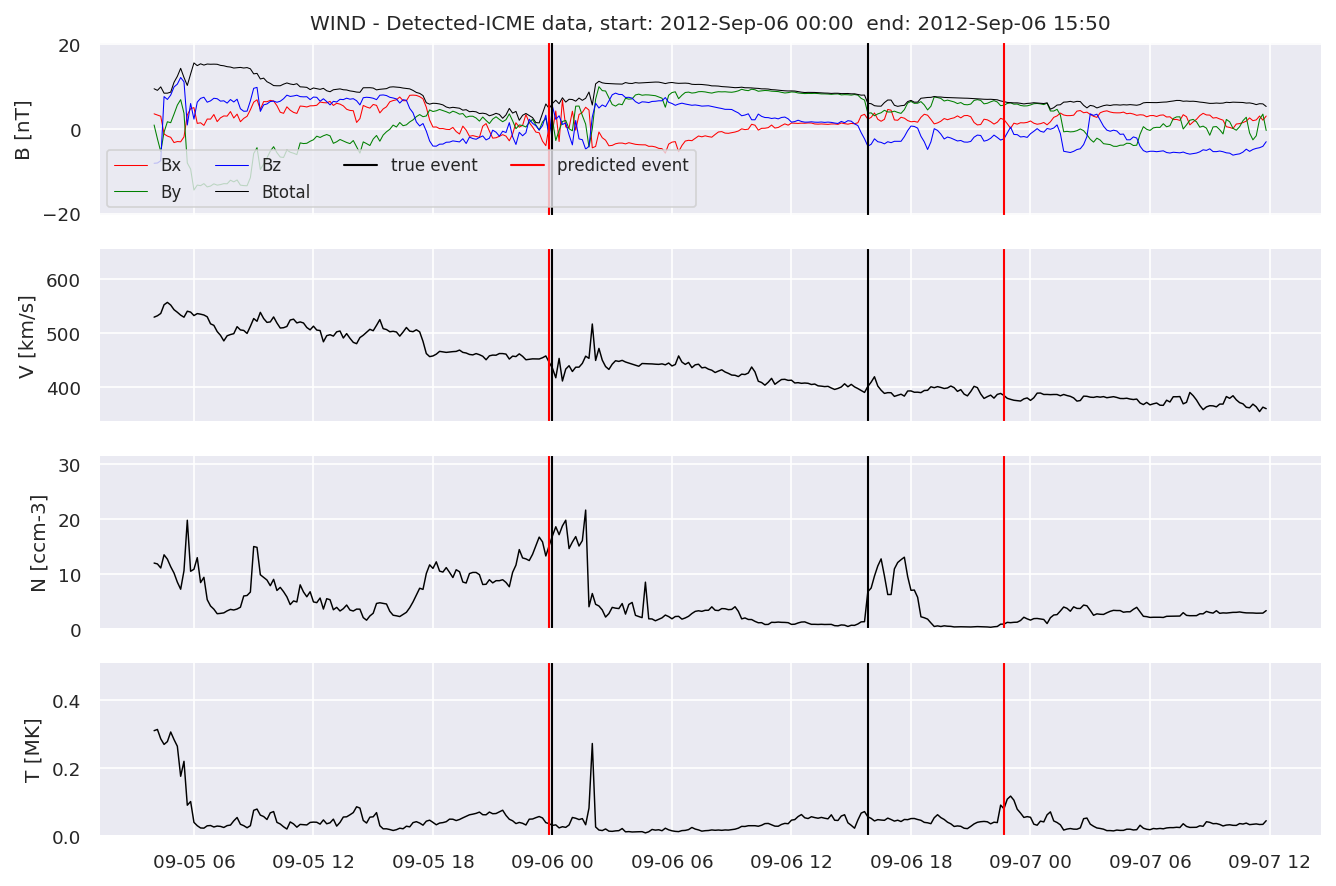 WIND - Detected-ICME data, start: 2012-Sep-06 00:00  end: 2012-Sep-06 15:50
B [nT]
20
0
−20
Bx Bz true event predicted event
By Btotal
V [km/s]
600
500
400
N [ccm-3]
30
20
10
0
T [MK]
0.4
0.2
0.0
09-05 06 09-05 12 09-05 18 09-06 00 09-06 06 09-06 12 09-06 18 09-07 00 09-07 06 09-07 12